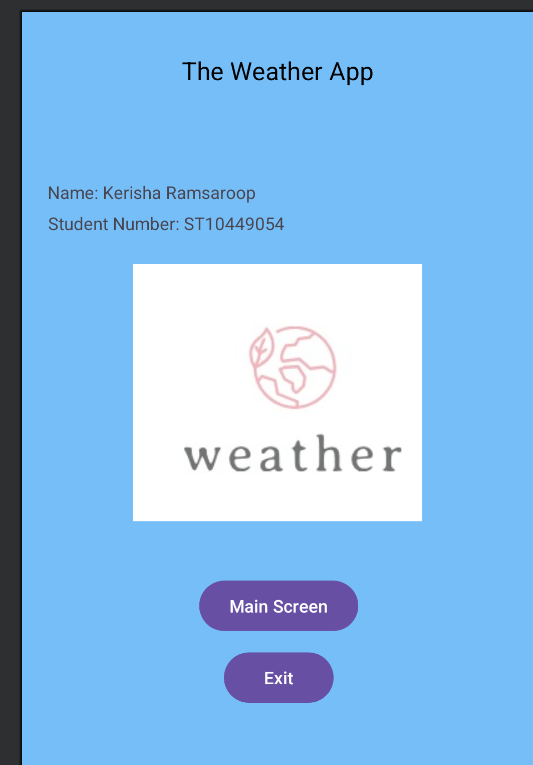 The Weather App
Name: Kerisha Ramsaroop
Student Number: ST10449054
weather
Main Screen
Exit